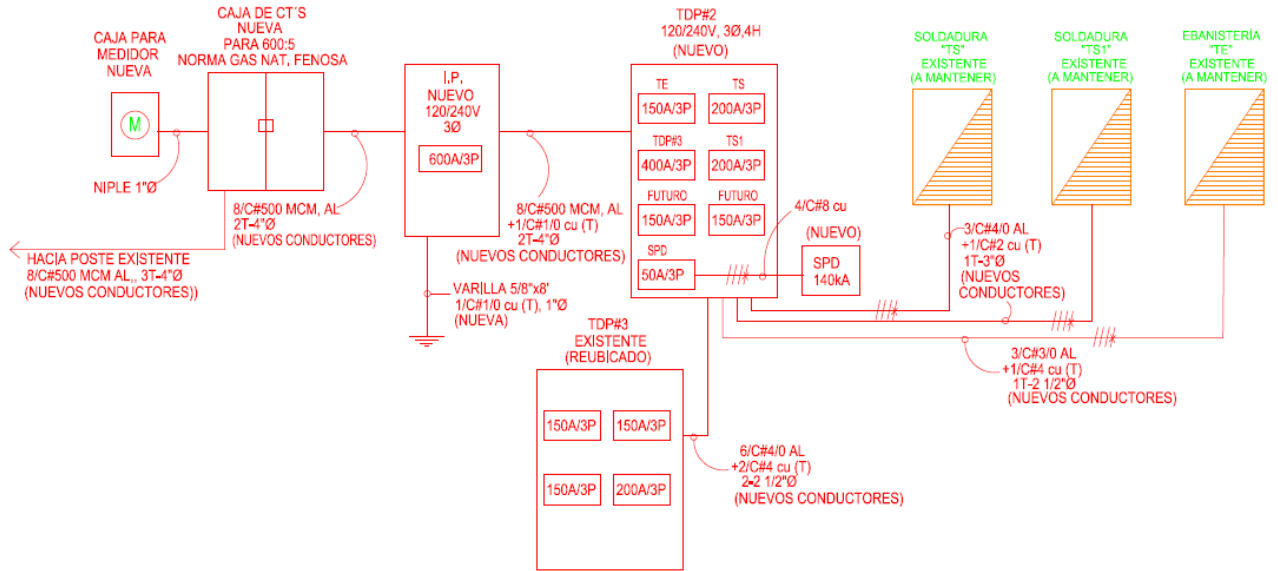 CAJA PARA
MEDIDOR
NUEVA
M
NIPLE 1"Ø
CAJA DE CT´S
NUEVA
PARA 600:5
NORMA GAS NAT, FENOSA
8/C#500 MCM, AL
2T-4"Ø
(NUEVOS CONDUCTORES)
HACIA POSTE EXISTENTE
8/C#500 MCM AL,, 3T-4"Ø
(NUEVOS CONDUCTORES))
I.P.
NUEVO
120/240V
3Ø
600A/3P
8/C#500 MCM, AL
+1/C#1/0 cu (T)
2T-4"Ø
(NUEVOS CONDUCTORES)
VARILLA 5/8"x8'
1/C#1/0 cu (T), 1"Ø
(NUEVA)
TDP#2
120/240V, 3Ø,4H
(NUEVO)
TE TS
150A/3P 200A/3P
TDP#3 TS1
400A/3P 200A/3P
FUTURO FUTURO
150A/3P 150A/3P
SPD
50A/3P
4/C#8 cu
(NUEVO)
SPD
140kA
TDP#3
EXISTENTE
(REUBICADO)
150A/3P 150A/3P
150A/3P 200A/3P
6/C#4/0 AL
+2/C#4 cu (T)
2-2 1/2"Ø
(NUEVOS CONDUCTORES)
SOLDADURA
"TS"
EXISTENTE
(A MANTENER)
SOLDADURA
"TS1"
EXISTENTE
(A MANTENER)
EBANISTERÍA
"TE"
EXISTENTE
(A MANTENER)
3/C#4/0 AL
+1/C#2 cu (T)
1T-3"Ø
(NUEVOS
CONDUCTORES)
3/C#3/0 AL
+1/C#4 cu (T)
1T-2 1/2"Ø
(NUEVOS CONDUCTORES)